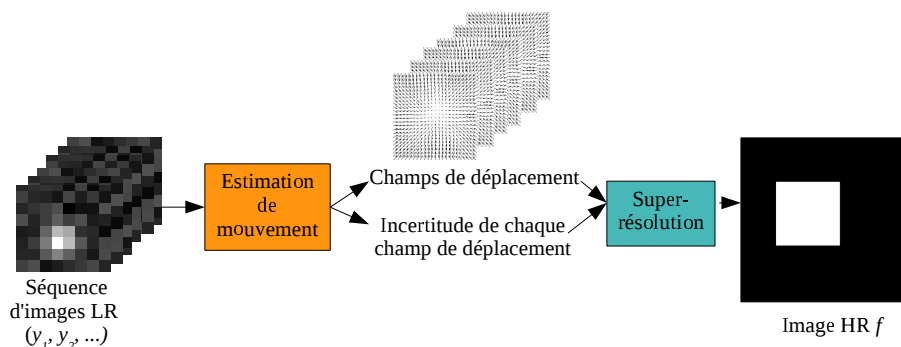 Séquence
d'images LR
(y₁, y₂, ...)
Estimation
de
mouvement
Champs de déplacement
Incertitude de chaque
champ de déplacement
Super-
résolution
Image HR f